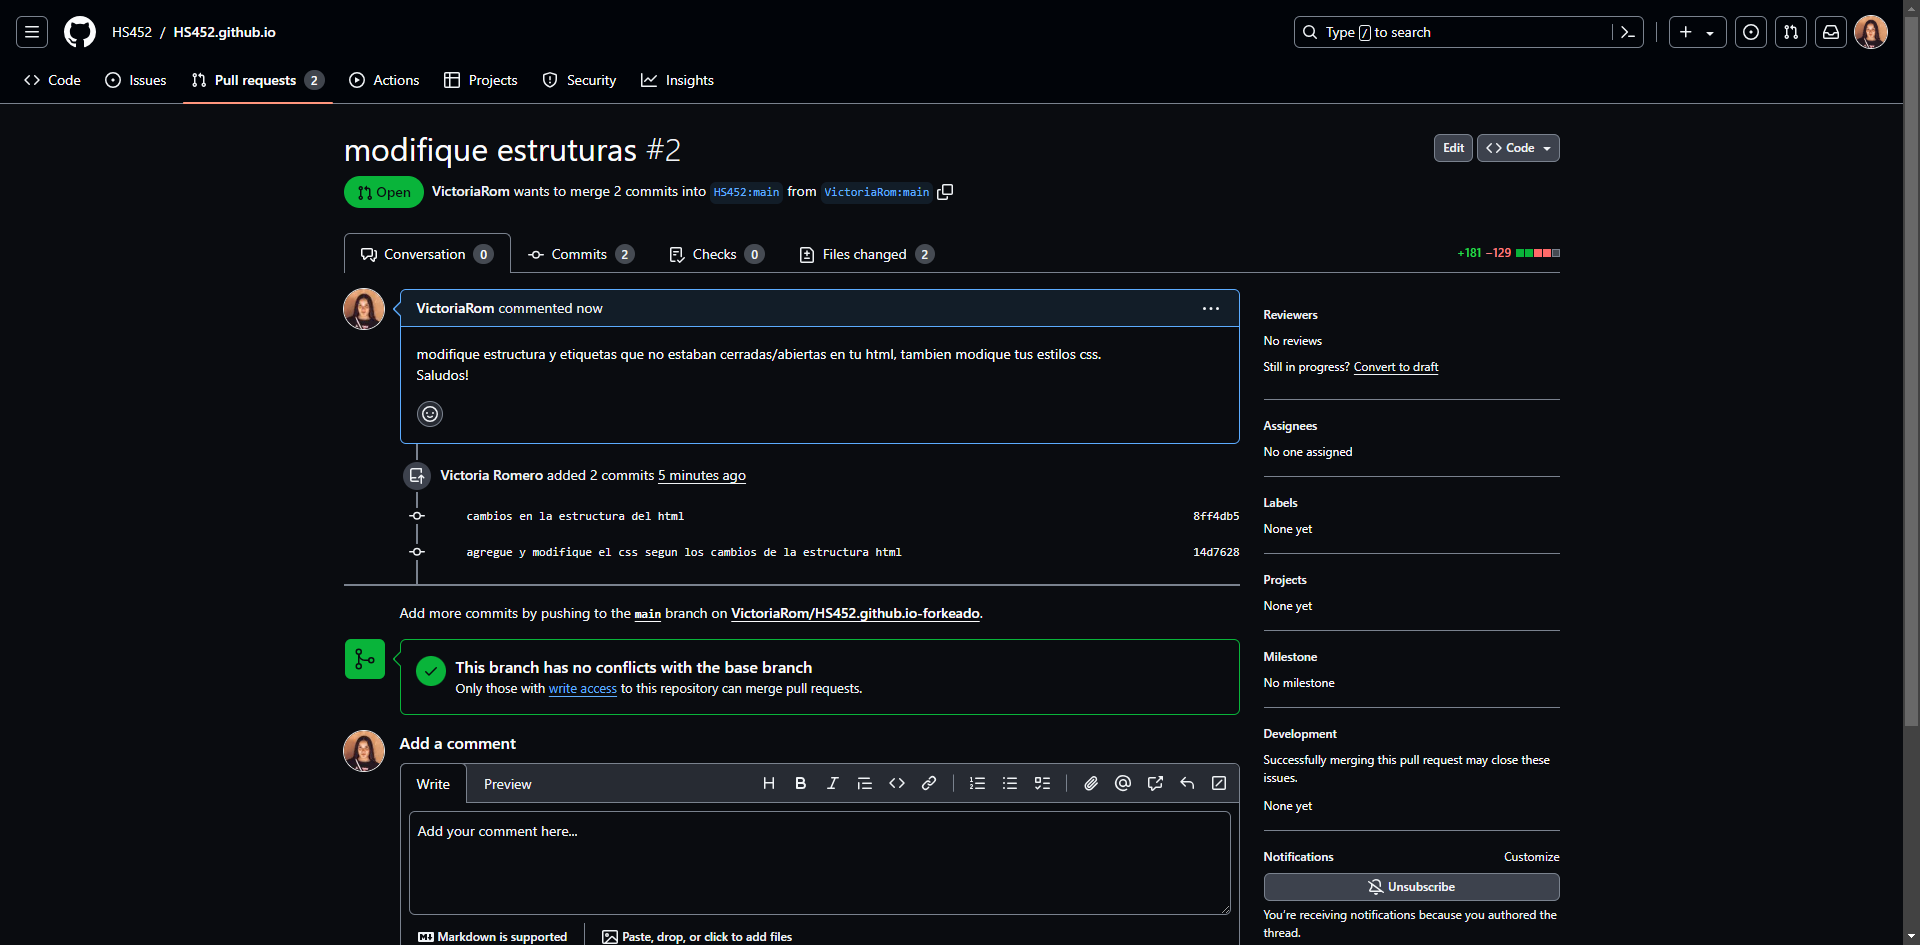 HS452 / HS452.github.io
Type / to search
Code
Issues
Pull requests 2
Actions
Projects
Security
Insights
modifique estruturas #2
Edit
Code
Open
VictoriaRom wants to merge 2 commits into HS452:main from VictoriaRom:main
Conversation 0
Commits 2
Checks 0
Files changed 2
+181 −129
VictoriaRom commented now
modifique estructura y etiquetas que no estaban cerradas/abiertas en tu html, tambien modique tus estilos css.
Saludos!
Victoria Romero added 2 commits 5 minutes ago
cambios en la estructura del html 8ff4db5
agregue y modifique el css segun los cambios de la estructura html 14d7628
Add more commits by pushing to the main branch on VictoriaRom/HS452.github.io-forkeado.
This branch has no conflicts with the base branch
Only those with write access to this repository can merge pull requests.
Add a comment
Write
Preview
Add your comment here...
Markdown is supported
Paste, drop, or click to add files
Reviewers
No reviews
Still in progress? Convert to draft
Assignees
No one assigned
Labels
None yet
Projects
None yet
Milestone
No milestone
Development
Successfully merging this pull request may close these
issues.
None yet
Notifications
Customize
Unsubscribe
You're receiving notifications because you authored the
thread.